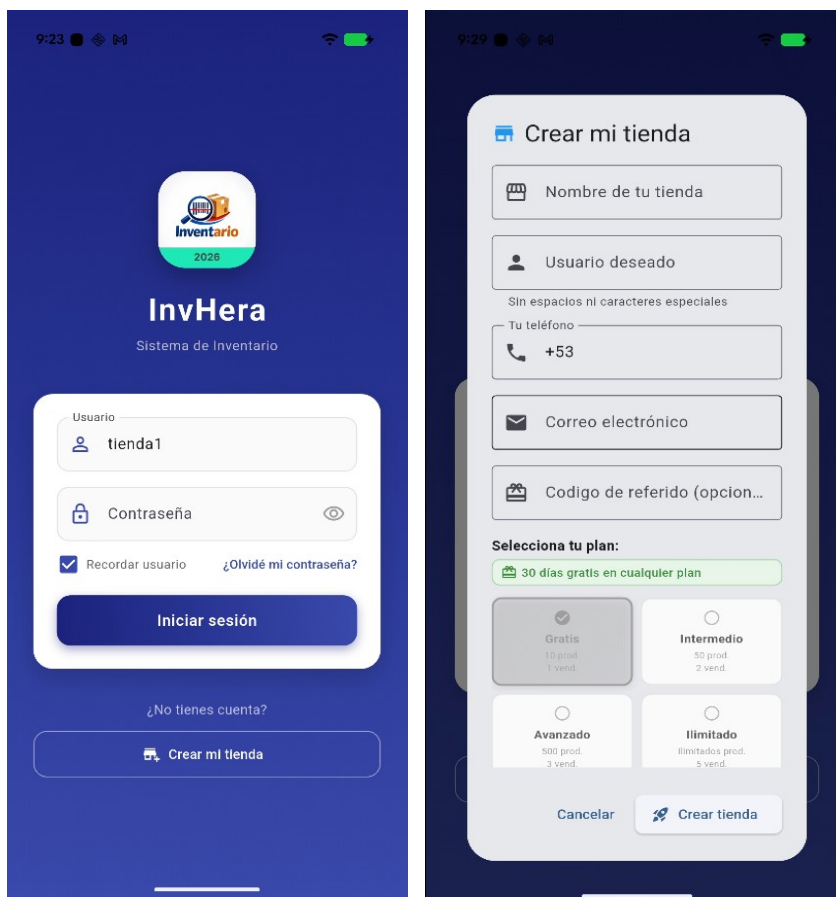 9:23
Inventario
2026
InvHera
Sistema de Inventario
Usuario
tienda1
Contraseña
Recordar usuario
¿Olvidé mi contraseña?
Iniciar sesión
¿No tienes cuenta?
Crear mi tienda
9:29
Crear mi tienda
Nombre de tu tienda
Usuario deseado
Sin espacios ni caracteres especiales
Tu teléfono
+53
Correo electrónico
Codigo de referido (opcion...
Selecciona tu plan:
30 días gratis en cualquier plan
Gratis
10 prod.
1 vend.
Intermedio
50 prod.
2 vend.
Avanzado
500 prod.
3 vend.
Ilimitado
Ilimitados prod.
5 vend.
Cancelar
Crear tienda